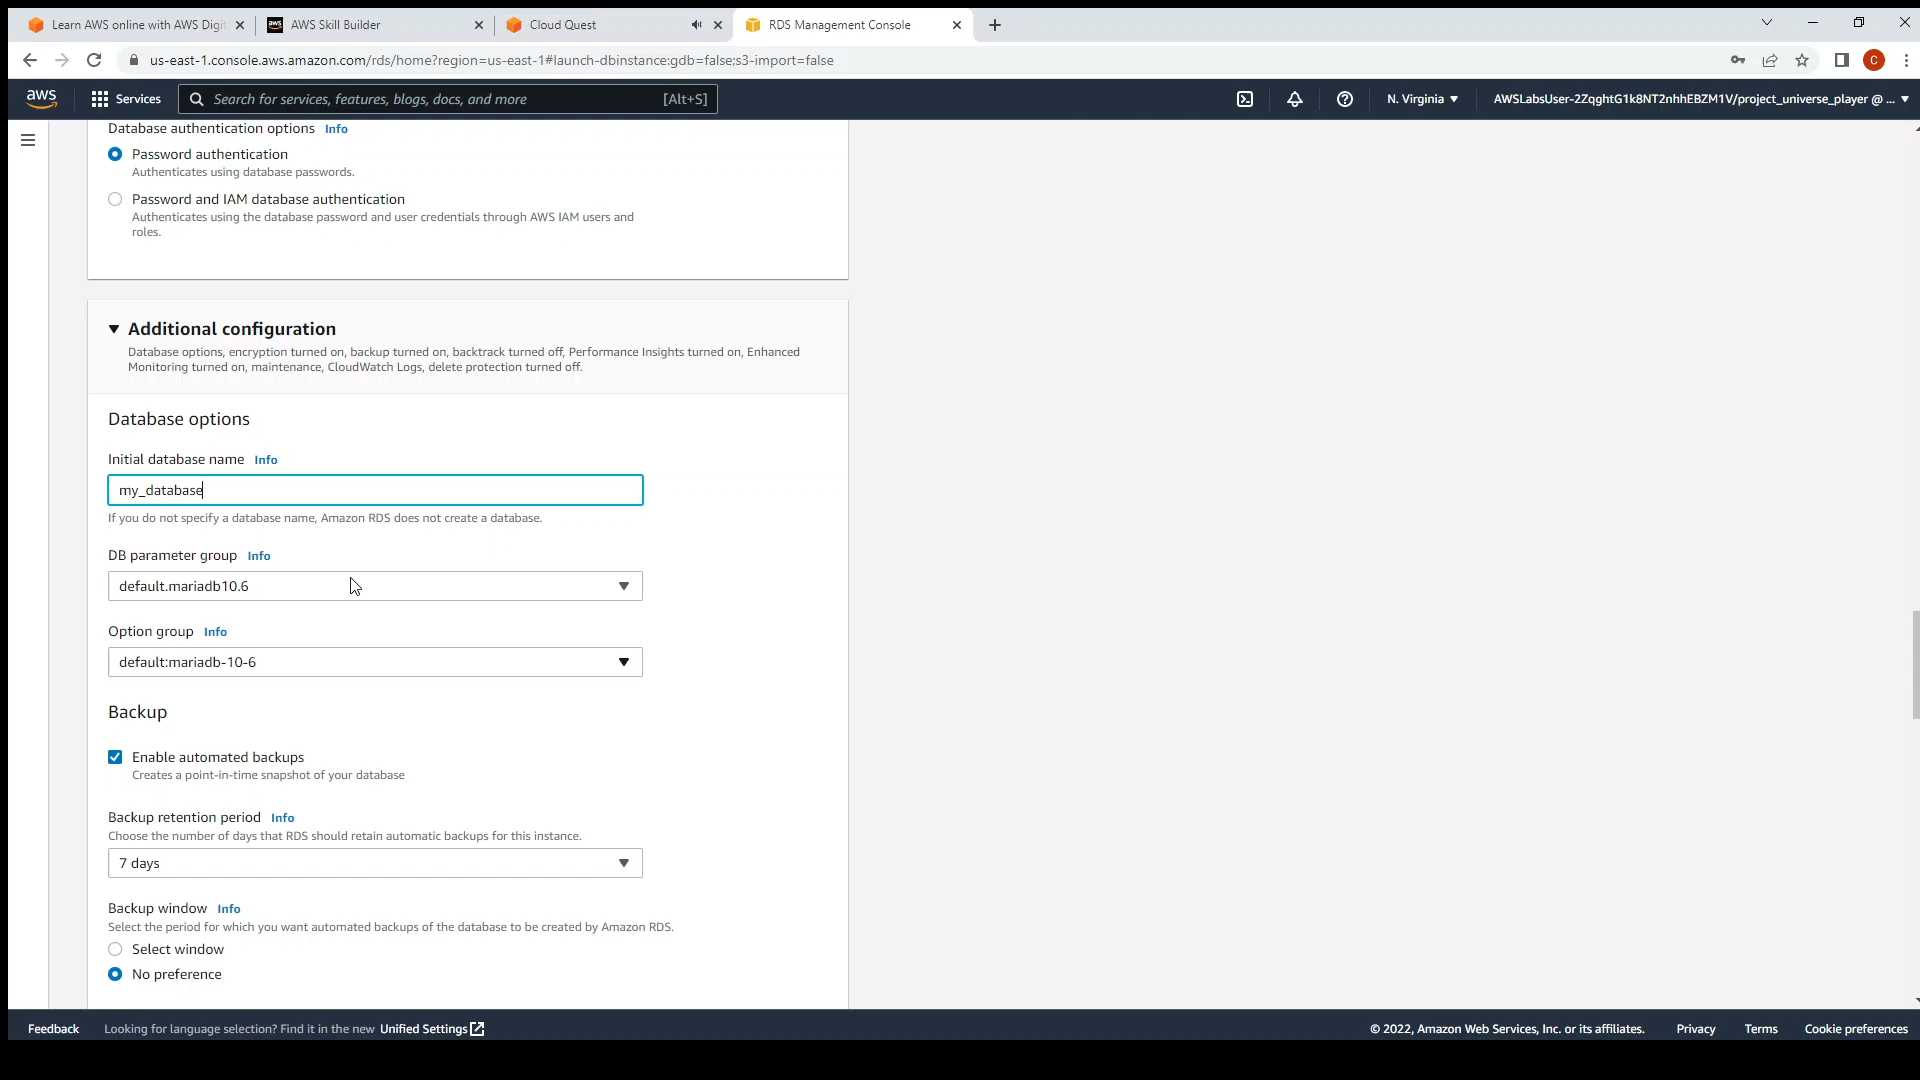 Learn AWS online with AWS Digit
AWS Skill Builder
Cloud Quest
RDS Management Console
us-east-1.console.aws.amazon.com/rds/home?region=us-east-1#launch-dbinstance:gdb=false;s3-import=false
C
aws
Services
Search for services, features, blogs, docs, and more
[Alt+S]
N. Virginia
AWSLabsUser-2ZqghtG1k8NT2nhhEBZM1V/project_universe_player @ ...
Database authentication options Info
Password authentication
Authenticates using database passwords.
Password and IAM database authentication
Authenticates using the database password and user credentials through AWS IAM users and
roles.
Additional configuration
Database options, encryption turned on, backup turned on, backtrack turned off, Performance Insights turned on, Enhanced
Monitoring turned on, maintenance, CloudWatch Logs, delete protection turned off.
Database options
Initial database name Info
my_database
If you do not specify a database name, Amazon RDS does not create a database.
DB parameter group Info
default.mariadb10.6
Option group Info
default:mariadb-10-6
Backup
Enable automated backups
Creates a point-in-time snapshot of your database
Backup retention period Info
Choose the number of days that RDS should retain automatic backups for this instance.
7 days
Backup window Info
Select the period for which you want automated backups of the database to be created by Amazon RDS.
Select window
No preference
Feedback
Looking for language selection? Find it in the new Unified Settings
© 2022, Amazon Web Services, Inc. or its affiliates.
Privacy
Terms
Cookie preferences